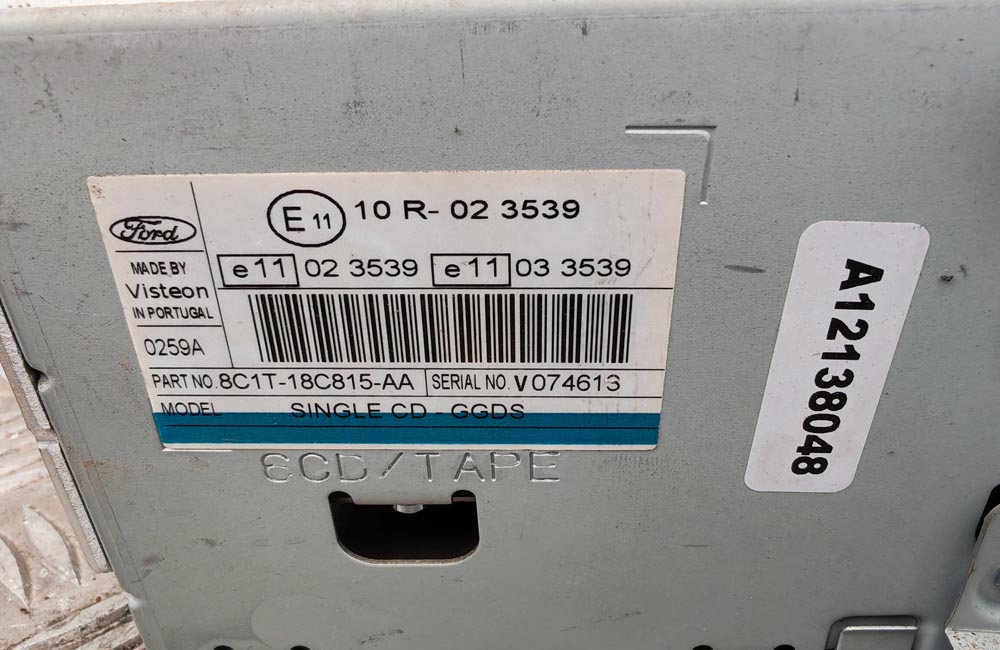 Ford
MADE BY
Visteon
IN PORTUGAL
0259A
E 11 10 R- 02 3539
e11 02 3539 e11 03 3539
PART NO. 8C1T-18C815-AA SERIAL NO. V074613
MODEL SINGLE CD - GGDS
6CD/TAPE
A12138048